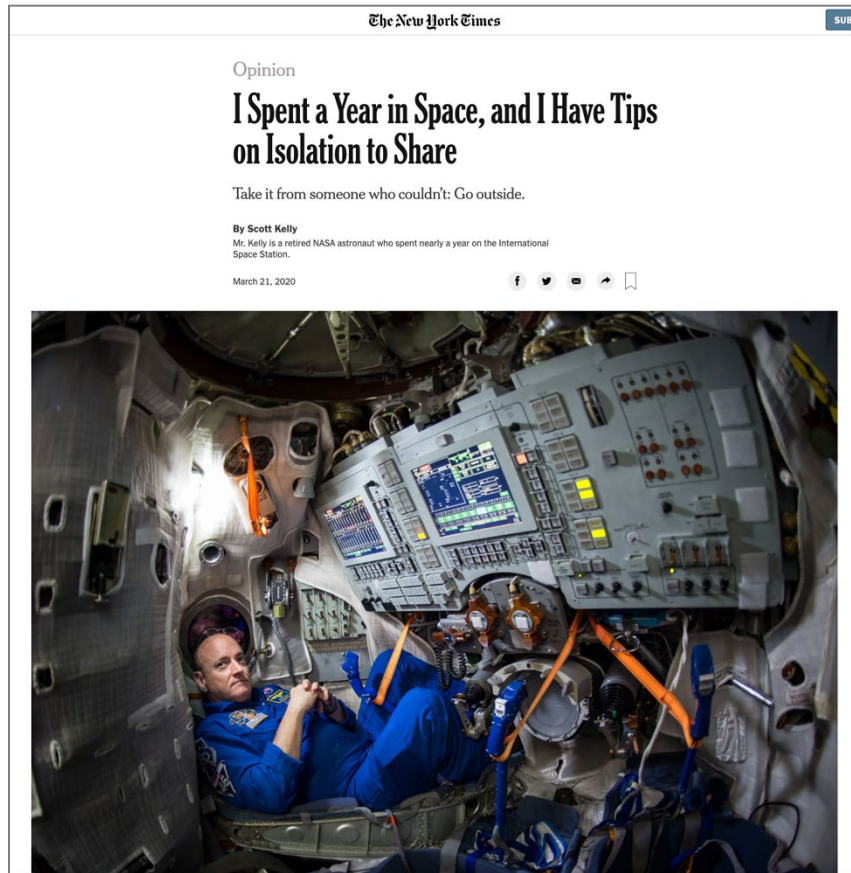 The New York Times
SUB
Opinion
I Spent a Year in Space, and I Have Tips
on Isolation to Share
Take it from someone who couldn't: Go outside.
By Scott Kelly
Mr. Kelly is a retired NASA astronaut who spent nearly a year on the International
Space Station.
March 21, 2020